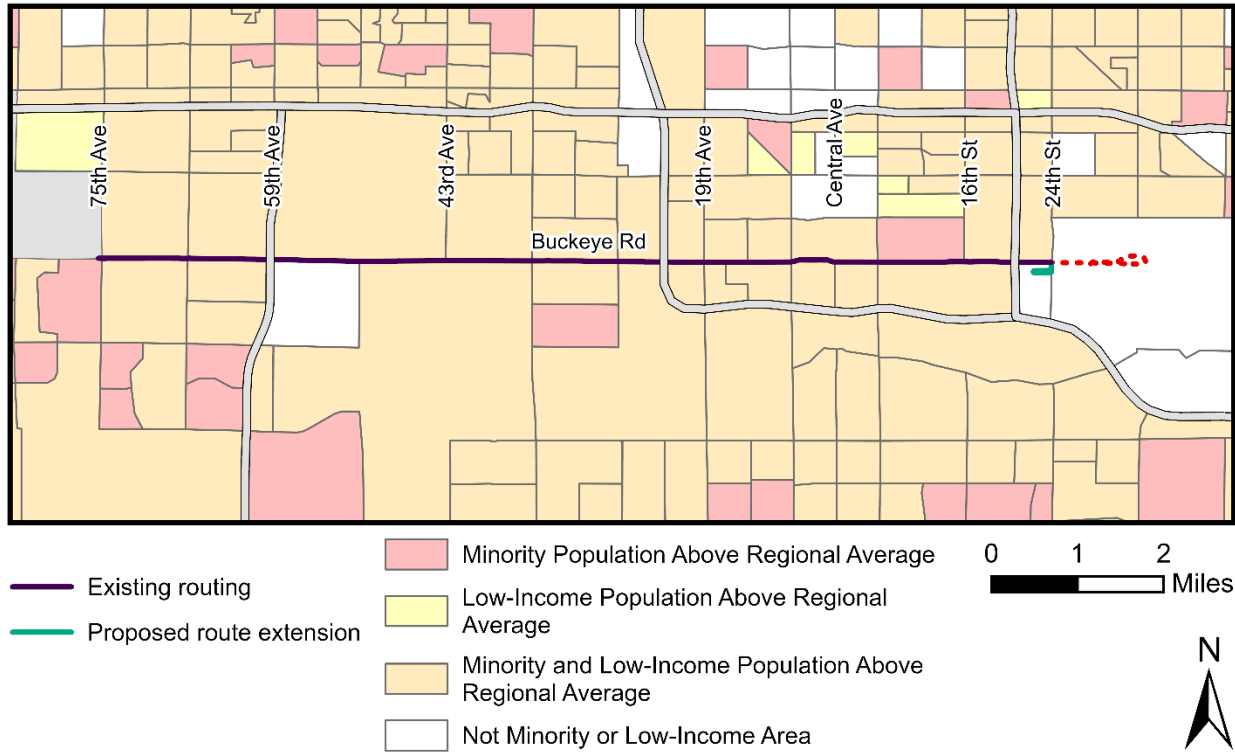 75th Ave
59th Ave
43rd Ave
19th Ave
Central Ave
16th St
24th St
Buckeye Rd
Existing routing
Proposed route extension
Minority Population Above Regional Average
Low-Income Population Above Regional
Average
Minority and Low-Income Population Above
Regional Average
Not Minority or Low-Income Area
0 1 2
Miles
N